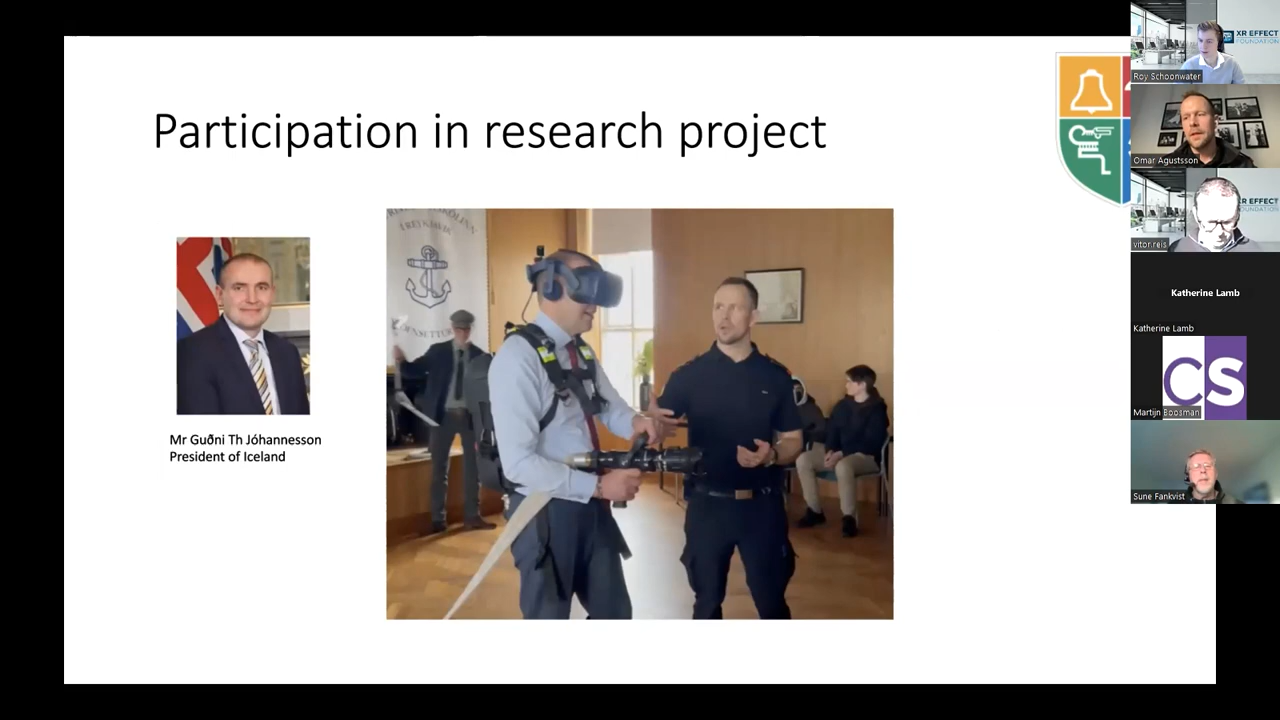 Participation in research project
Mr Guðni Th Jóhannesson
President of Iceland
Á REYKJAVÍK
XR EFFECT
FOUNDATION
Roy Schoonwater
Omar Agustsson
XR EFFECT
FOUNDATION
vitor.reis
Katherine Lamb
Katherine Lamb
CS
Martijn Boosman
Sune Fankvist